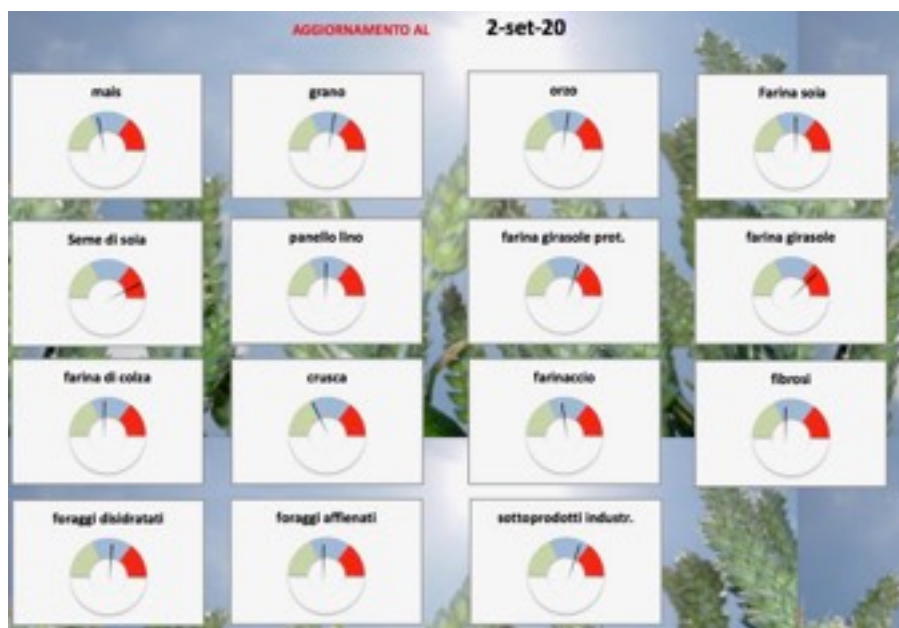 AGGIORNAMENTO AL 2-set-20
mais
grano
orzo
Farina soia
Seme di soia
panello lino
farina girasole prot.
farina girasole
farina di colza
crusca
farinaccio
fibrosi
foraggi disidratati
foraggi affienati
sottoprodotti industr.